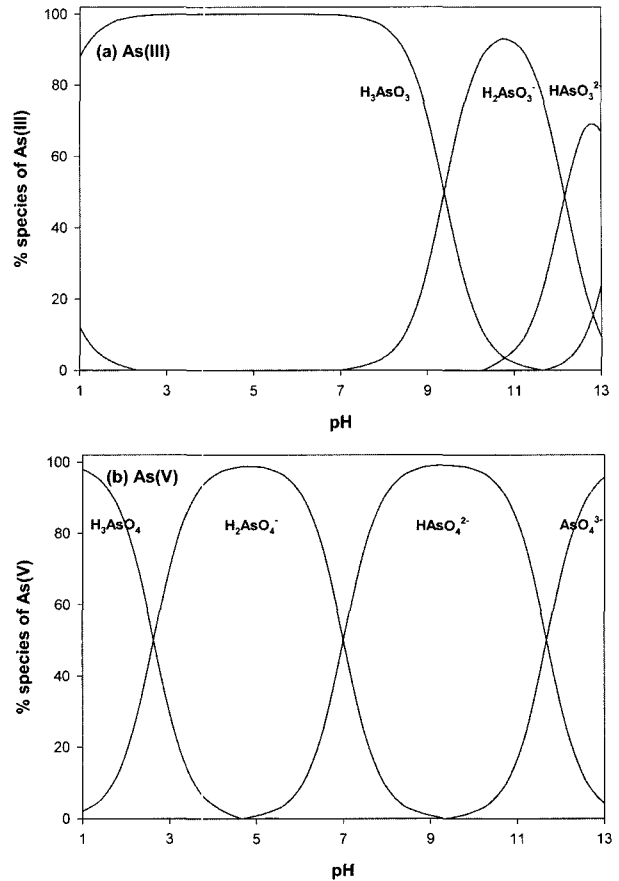 (a) As(III)
100
80
60
40
20
0
% species of As(III)
H₃AsO₃
H₂AsO₃⁻
HAsO₃²⁻
1 3 5 7 9 11 13
pH
(b) As(V)
100
80
60
40
20
0
% species of As(V)
H₃AsO₄
H₂AsO₄⁻
HAsO₄²⁻
AsO₄³⁻
1 3 5 7 9 11 13
pH